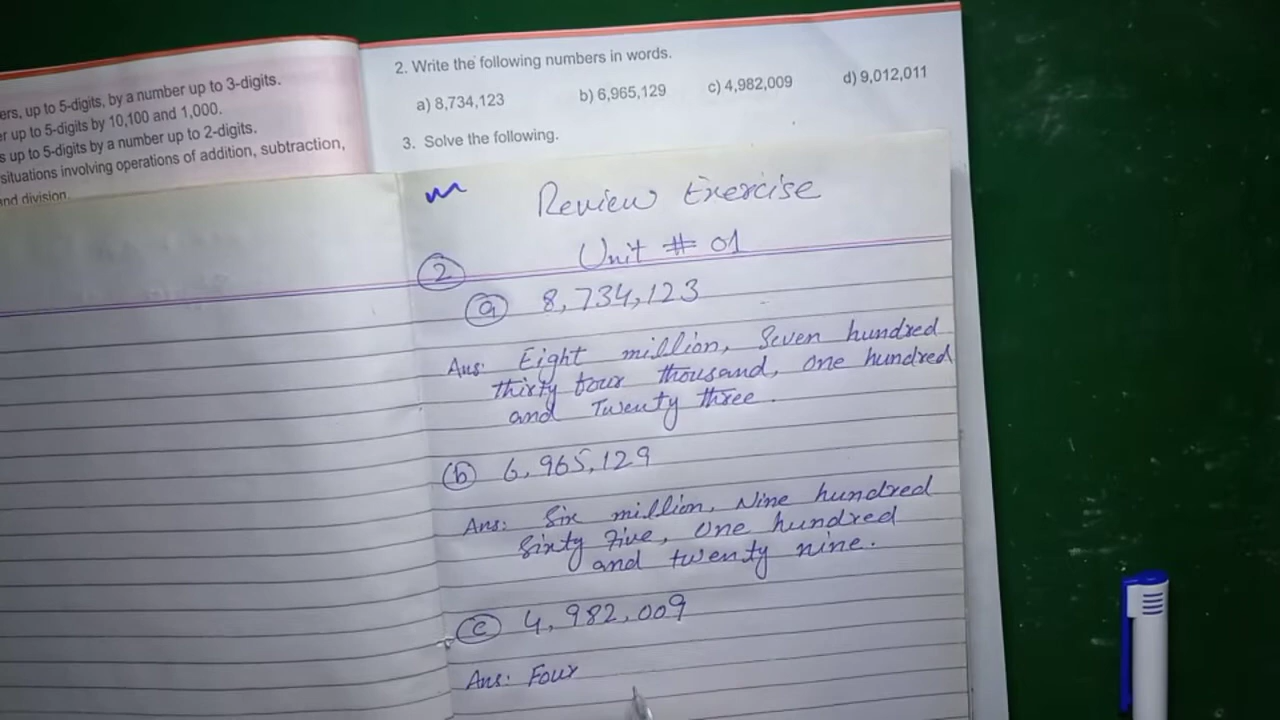 ers, up to 5-digits, by a number up to 3-digits.
r up to 5-digits by 10,100 and 1,000.
s up to 5-digits by a number up to 2-digits.
situations involving operations of addition, subtraction,
and division
2. Write the following numbers in words.
a) 8,734,123 b) 6,965,129 c) 4,982,009 d) 9,012,011
3. Solve the following.
Review Exercise
Unit # 01
2
a 8,734,123
Ans: Eight million, Seven hundred
thirty four thousand, one hundred
and Twenty three.
b 6,965,129
Ans: Six million, Nine hundred
Sixty Five, One hundred
and twenty nine.
c 4,982,009
Ans: Four